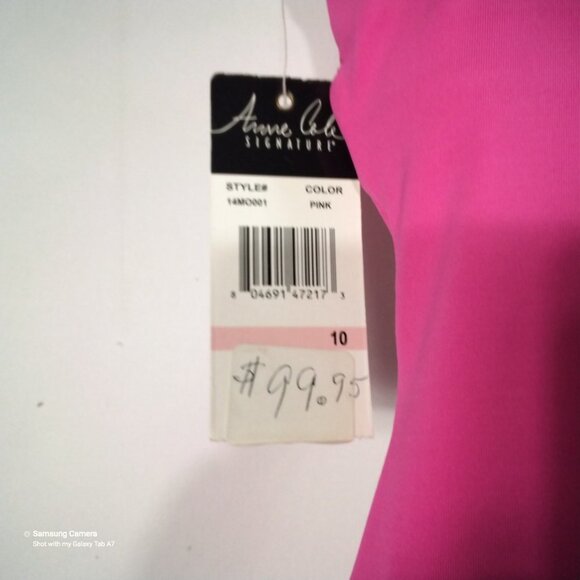 Anne Cole
SIGNATURE®
STYLE# COLOR
14MO001 PINK
8 04691 47217 3
10
$99.95
Samsung Camera
Shot with my Galaxy Tab A7